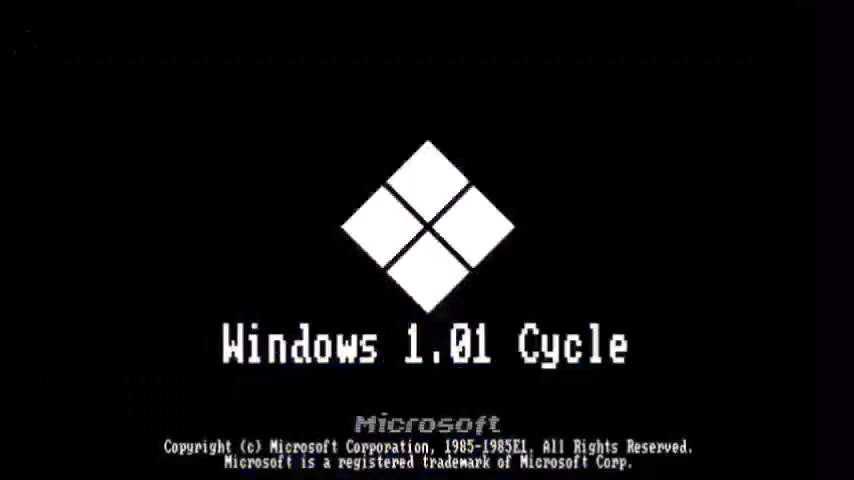 Windows 1.01 Cycle
Microsoft
Copyright (c) Microsoft Corporation, 1985-1985E1. All Rights Reserved.
Microsoft is a registered trademark of Microsoft Corp.